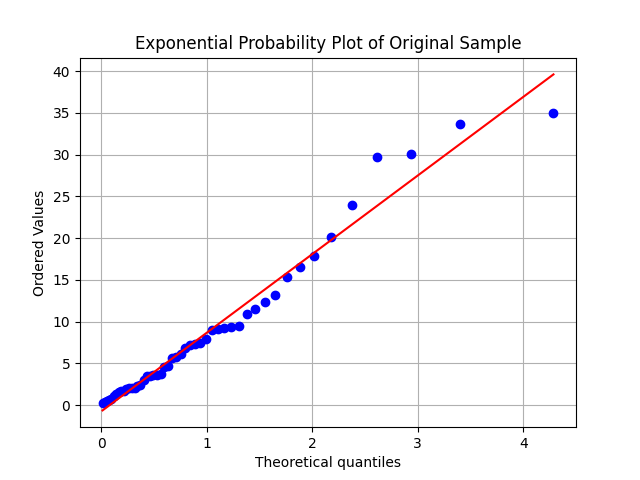 Exponential Probability Plot of Original Sample
40
35
30
25
20
15
10
5
0
Ordered Values
0 1 2 3 4
Theoretical quantiles